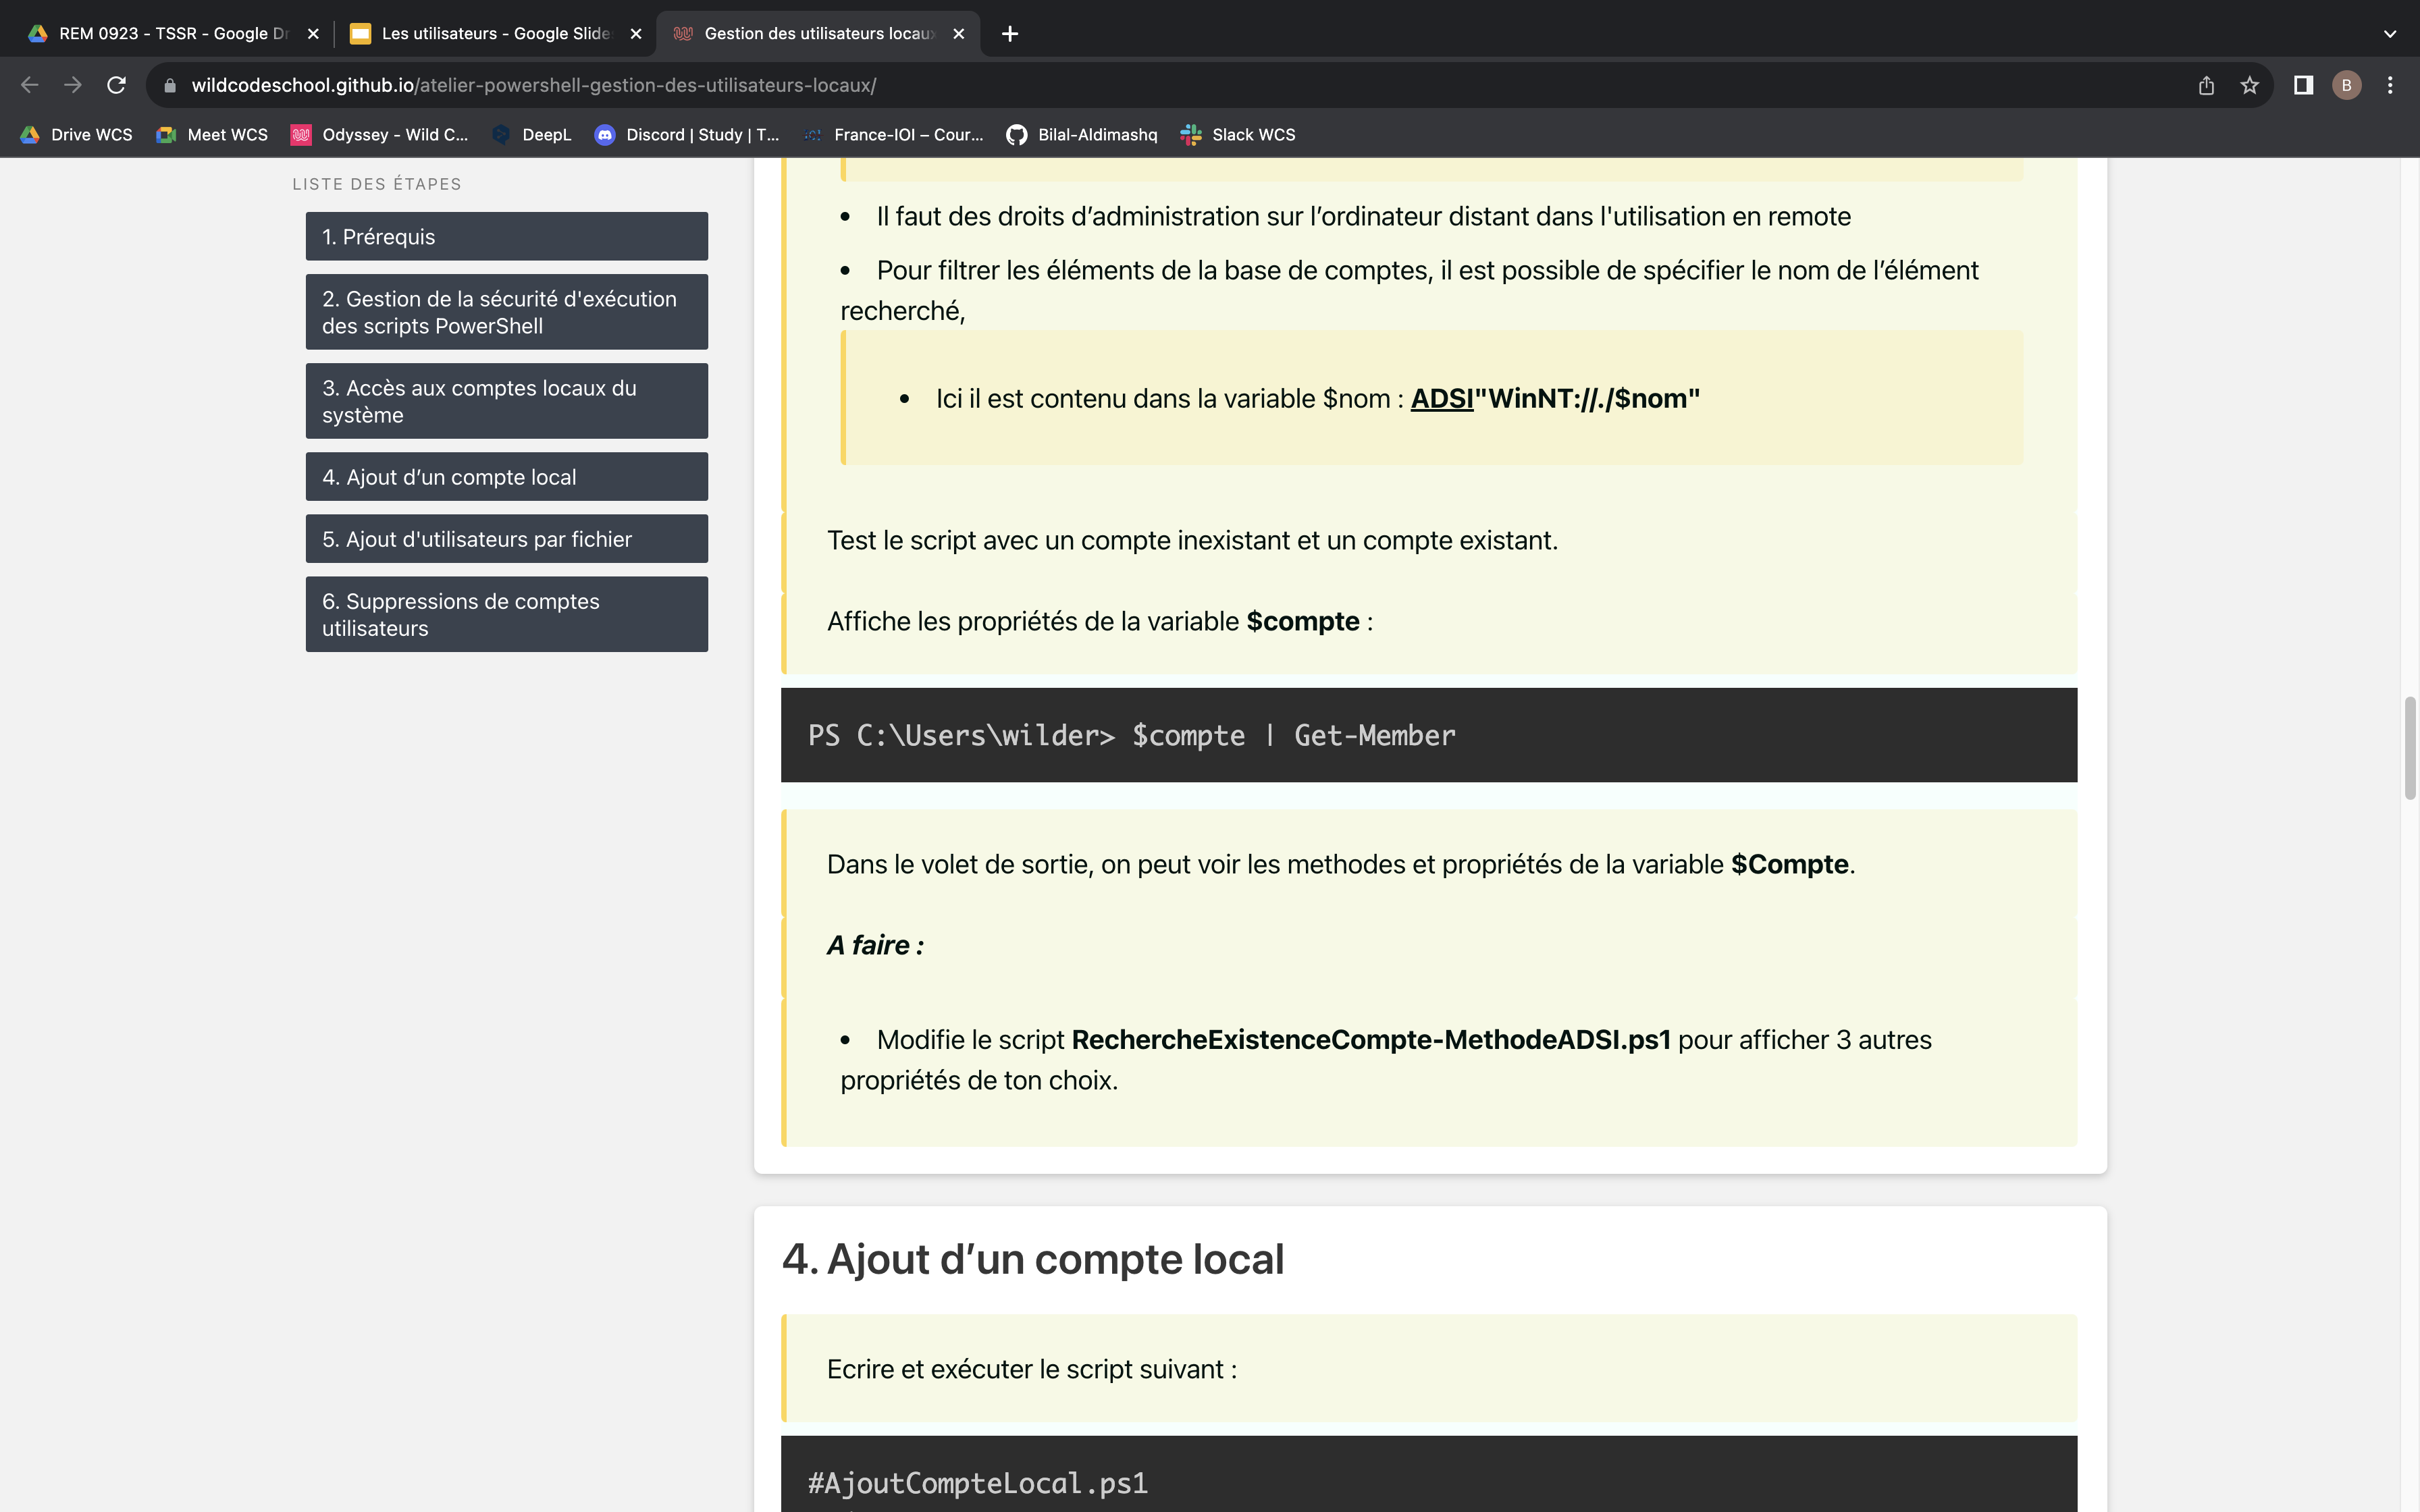 REM 0923 - TSSR - Google Dr
Les utilisateurs - Google Slide
Gestion des utilisateurs locaux
wildcodeschool.github.io/atelier-powershell-gestion-des-utilisateurs-locaux/
B
Drive WCS
Meet WCS
Odyssey - Wild C...
DeepL
Discord | Study | T...
France-IOI – Cour...
Bilal-Aldimashq
Slack WCS
LISTE DES ÉTAPES
1. Prérequis
2. Gestion de la sécurité d'exécution
des scripts PowerShell
3. Accès aux comptes locaux du
système
4. Ajout d’un compte local
5. Ajout d'utilisateurs par fichier
6. Suppressions de comptes
utilisateurs
• Il faut des droits d’administration sur l’ordinateur distant dans l'utilisation en remote
• Pour filtrer les éléments de la base de comptes, il est possible de spécifier le nom de l’élément
recherché,
• Ici il est contenu dans la variable $nom : ADSI"WinNT://./$nom"
Test le script avec un compte inexistant et un compte existant.
Affiche les propriétés de la variable $compte :
PS C:\Users\wilder> $compte | Get-Member
Dans le volet de sortie, on peut voir les methodes et propriétés de la variable $Compte.
A faire :
• Modifie le script RechercheExistenceCompte-MethodeADSI.ps1 pour afficher 3 autres
propriétés de ton choix.
4. Ajout d’un compte local
Ecrire et exécuter le script suivant :
#AjoutCompteLocal.ps1